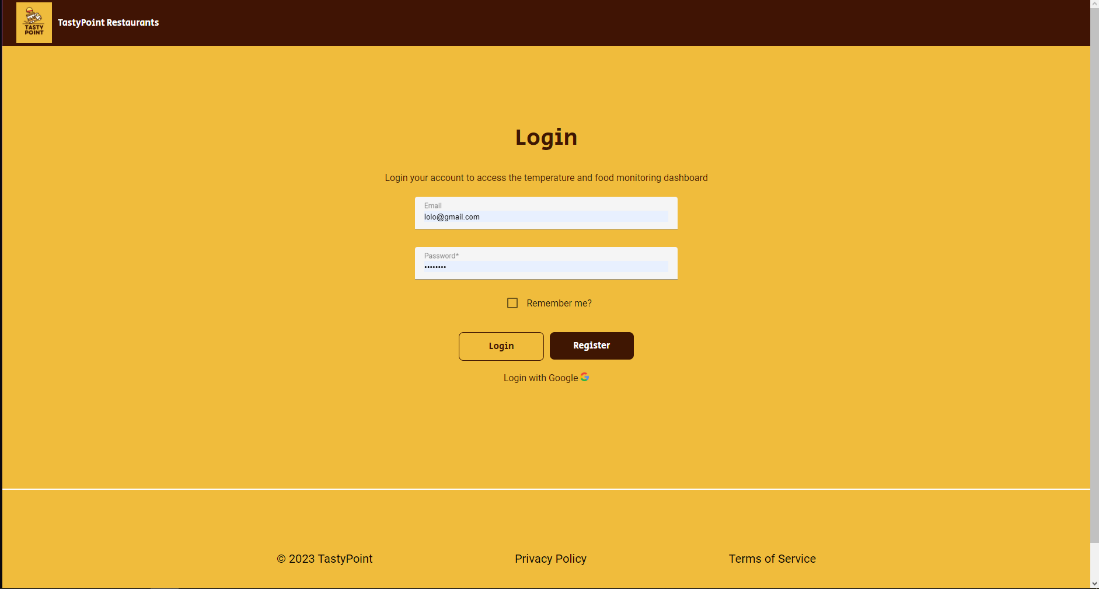 TASTY
POINT
TastyPoint Restaurants
Login
Login your account to access the temperature and food monitoring dashboard
Email
lolo@gmail.com
Password*
••••••••
Remember me?
Login
Register
Login with Google
© 2023 TastyPoint
Privacy Policy
Terms of Service